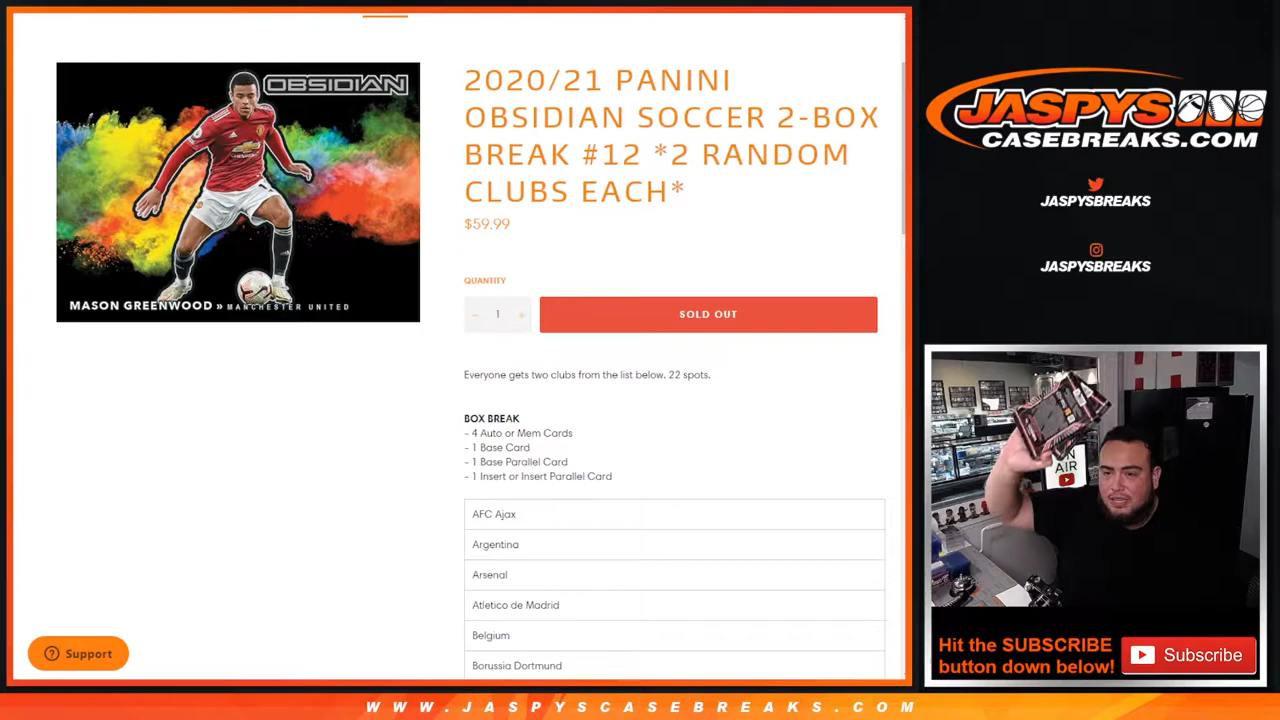 OBSIDIAN
MASON GREENWOOD » MANCHESTER UNITED
2020/21 PANINI
OBSIDIAN SOCCER 2-BOX
BREAK #12 *2 RANDOM
CLUBS EACH*
$59.99
QUANTITY
− 1 +
SOLD OUT
Everyone gets two clubs from the list below. 22 spots.
BOX BREAK
- 4 Auto or Mem Cards
- 1 Base Card
- 1 Base Parallel Card
- 1 Insert or Insert Parallel Card
AFC Ajax
Argentina
Arsenal
Atletico de Madrid
Belgium
Borussia Dortmund
Support
JASPYS
CASEBREAKS.COM
JASPYSBREAKS
JASPYSBREAKS
ON
AIR
Hit the SUBSCRIBE
button down below!
Subscribe
WWW.JASPYSCASEBREAKS.COM